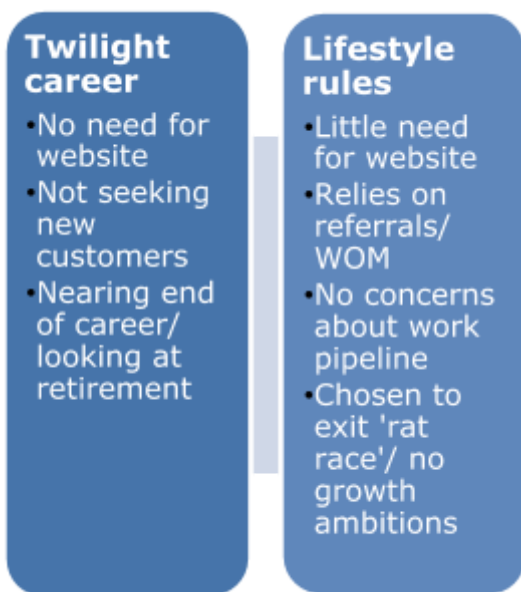 Twilight
career
•No need for
website
•Not seeking
new
customers
•Nearing end
of career/
looking at
retirement
Lifestyle
rules
•Little need
for website
•Relies on
referrals/
WOM
•No concerns
about work
pipeline
•Chosen to
exit 'rat
race'/ no
growth
ambitions